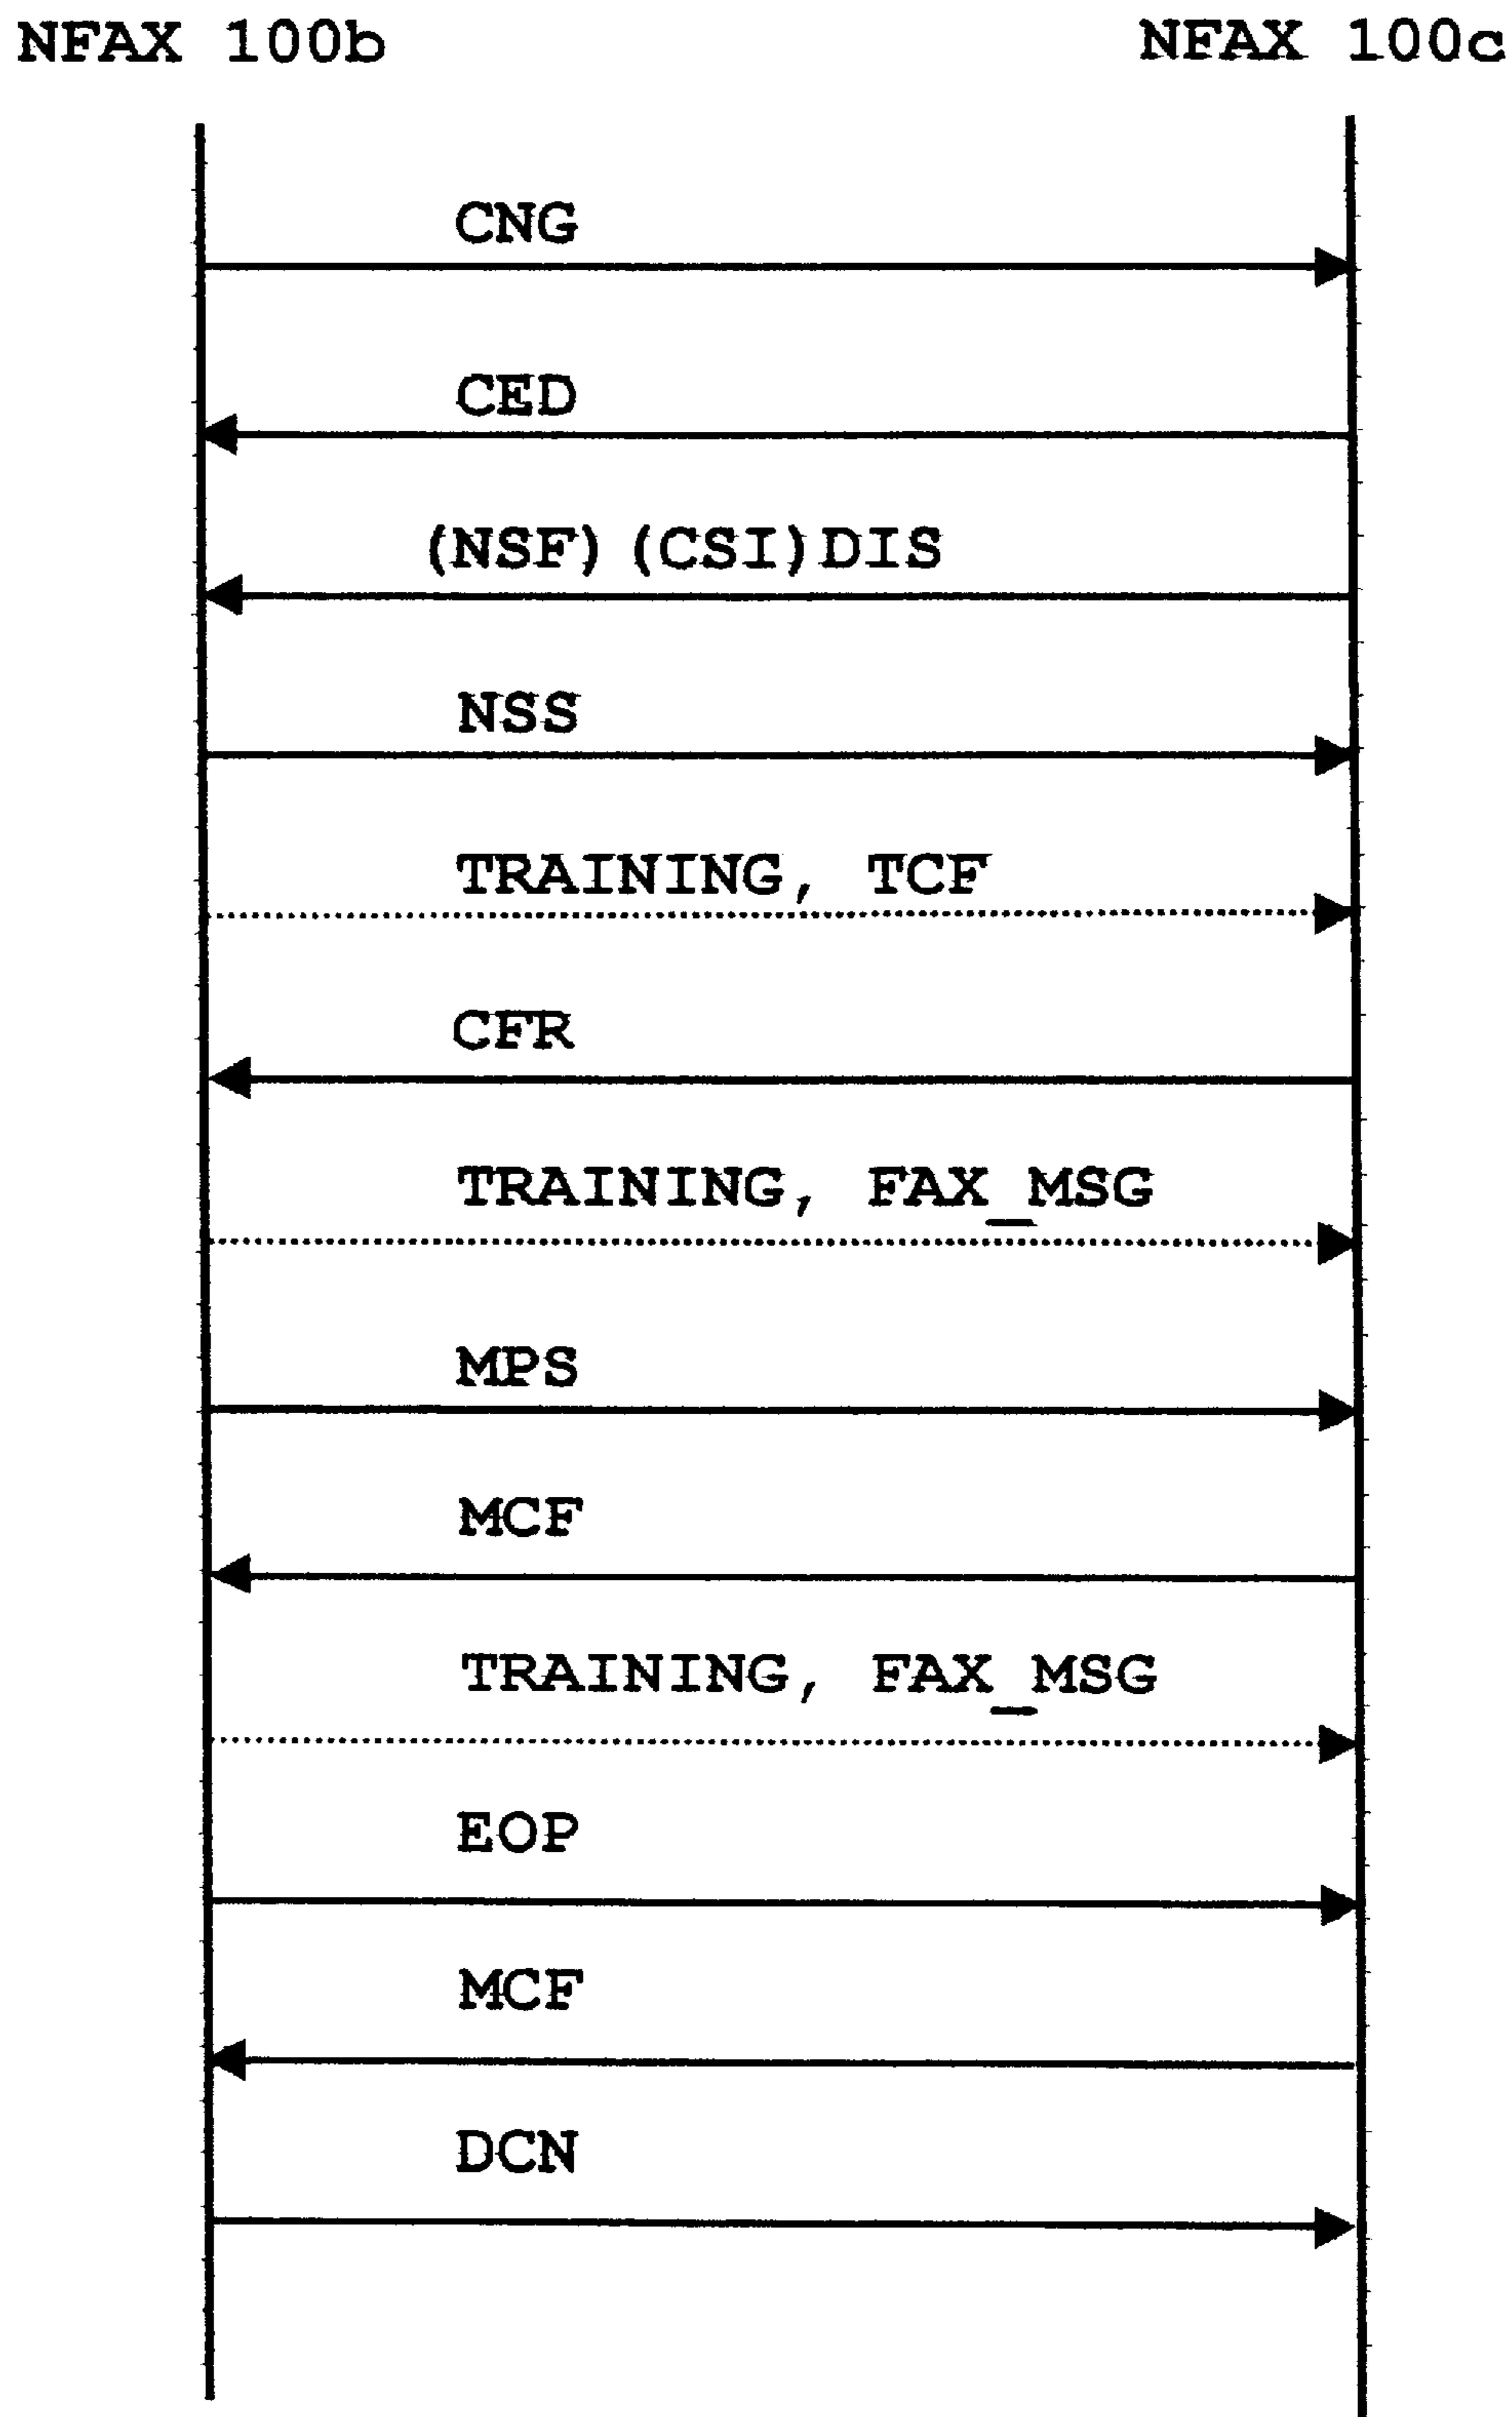 NFAX 100b NFAX 100c
CNG
CED
(NSF) (CSI)DIS
NSS
TRAINING, TCF
CFR
TRAINING, FAX_MSG
MPS
MCF
TRAINING, FAX_MSG
EOP
MCF
DCN